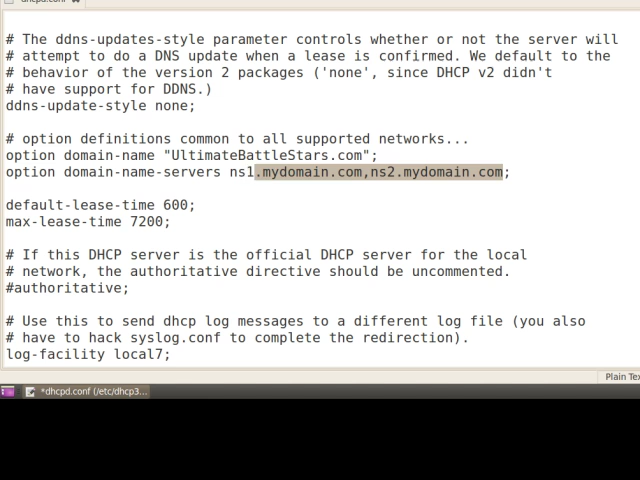 dhcpd.conf
# The ddns-updates-style parameter controls whether or not the server will
# attempt to do a DNS update when a lease is confirmed. We default to the
# behavior of the version 2 packages ('none', since DHCP v2 didn't
# have support for DDNS.)
ddns-update-style none;
# option definitions common to all supported networks...
option domain-name "UltimateBattleStars.com";
option domain-name-servers ns1.mydomain.com,ns2.mydomain.com;
default-lease-time 600;
max-lease-time 7200;
# If this DHCP server is the official DHCP server for the local
# network, the authoritative directive should be uncommented.
#authoritative;
# Use this to send dhcp log messages to a different log file (you also
# have to hack syslog.conf to complete the redirection).
log-facility local7;
Plain Te
*dhcpd.conf (/etc/dhcp3...